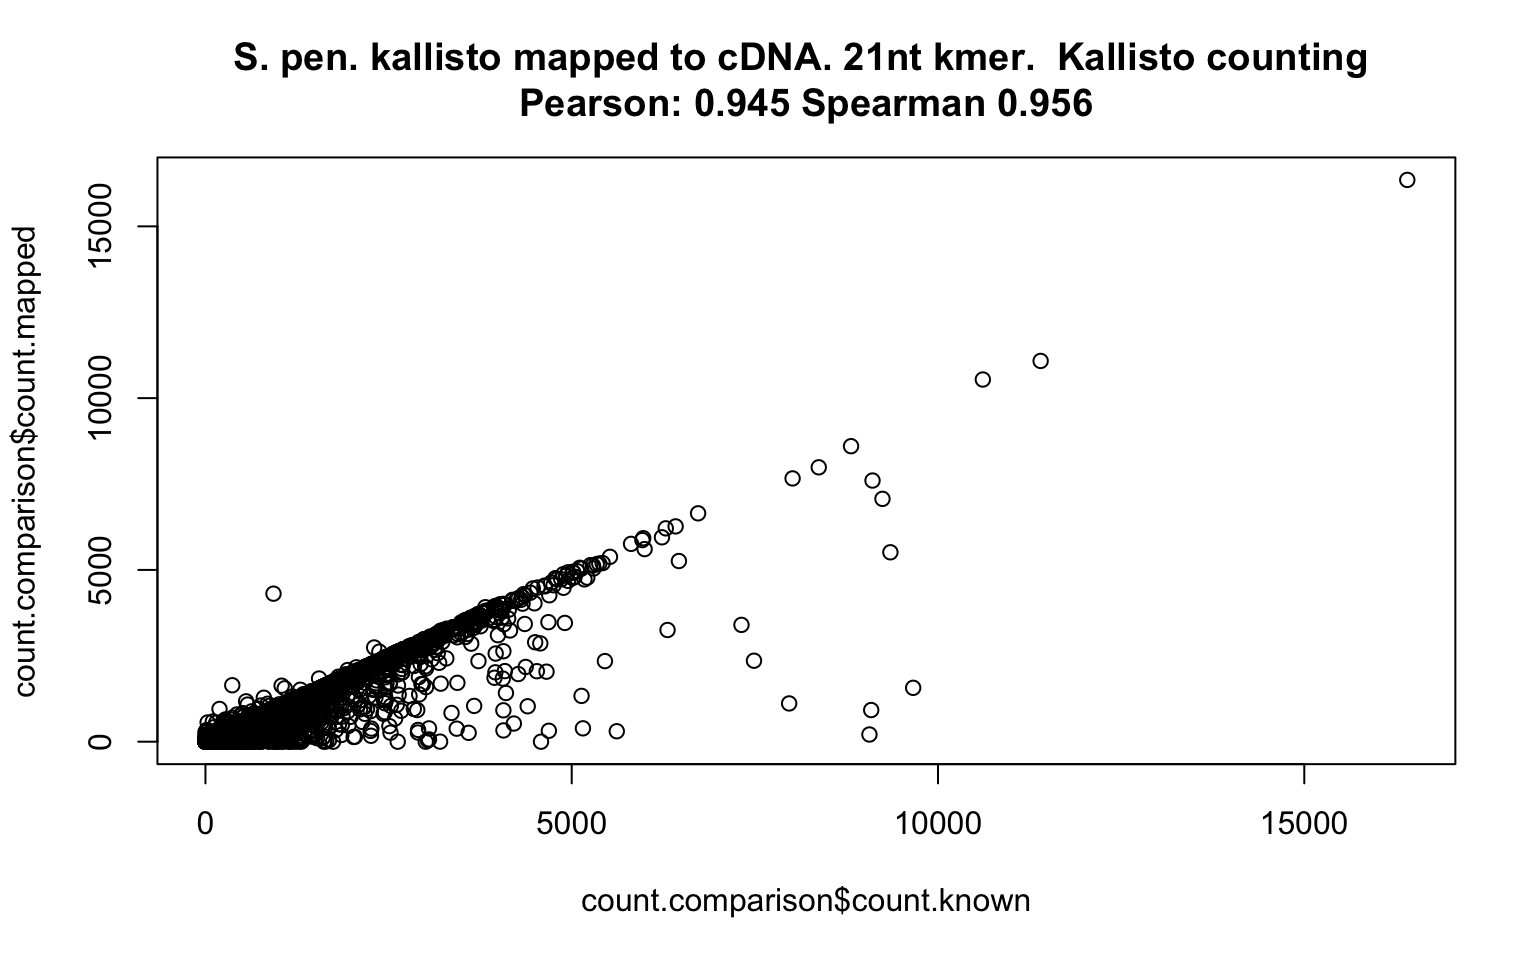 S. pen. kallisto mapped to cDNA. 21nt kmer.  Kallisto counting
Pearson: 0.945 Spearman 0.956
count.comparison$count.mapped
15000
10000
5000
0
0 5000 10000 15000
count.comparison$count.known